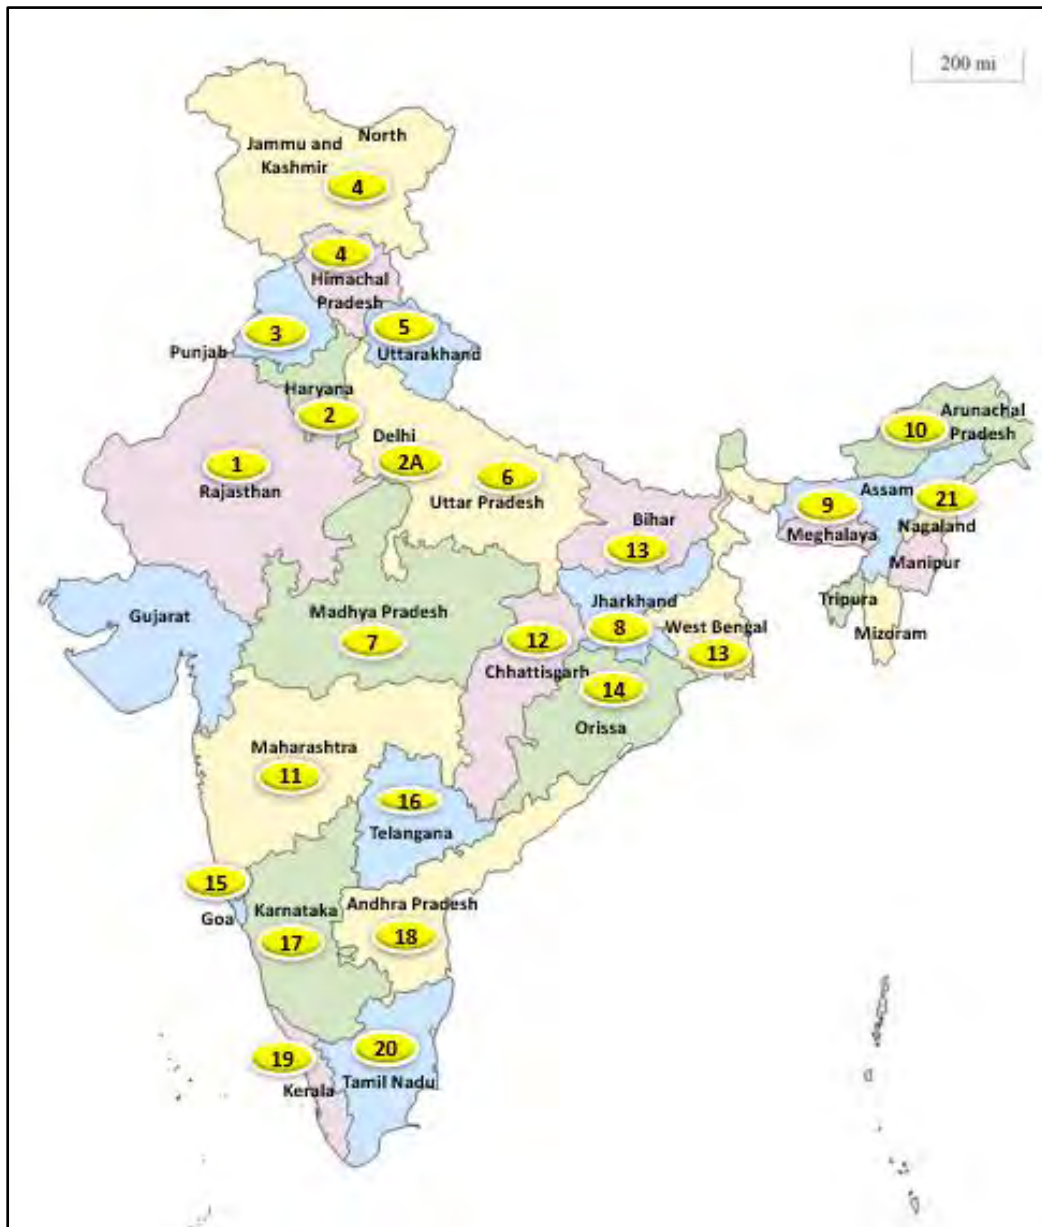 200 mi
North
Jammu and
Kashmir
4
4
Himachal
Pradesh
3
5
Punjab
Uttarakhand
Haryana
2
Delhi
2A
1
Rajasthan
6
Uttar Pradesh
Arunachal
10
Pradesh
Assam
9
21
Meghalaya
Nagaland
Manipur
Bihar
13
Tripura
Mizoram
Gujarat
Madhya Pradesh
7
Jharkhand
8
West Bengal
12
13
Chhattisgarh
14
Orissa
Maharashtra
11
16
Telangana
15
Goa
Karnataka
17
Andhra Pradesh
18
19
Kerala
20
Tamil Nadu